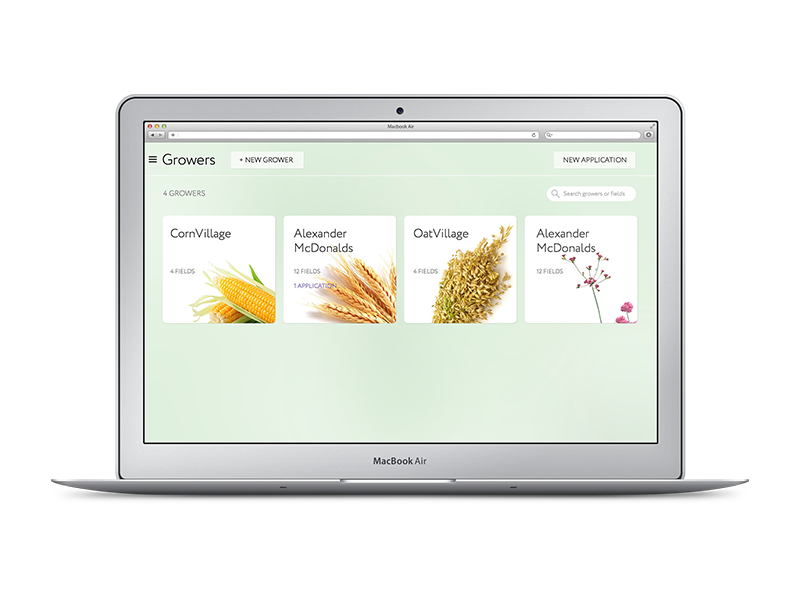 Macbook Air
Growers
+ NEW GROWER
NEW APPLICATION
4 GROWERS
Search growers or fields
CornVillage
4 FIELDS
Alexander
McDonalds
12 FIELDS
1 APPLICATION
OatVillage
4 FIELDS
Alexander
McDonalds
12 FIELDS
MacBook Air